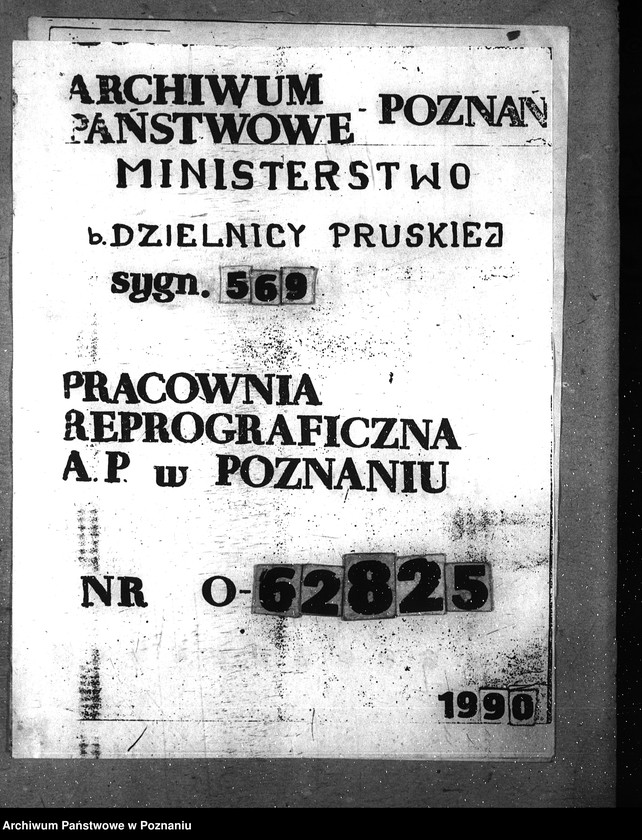 ARCHIWUM
PAŃSTWOWE - POZNAŃ
MINISTERSTWO
b. DZIELNICY PRUSKIEJ
sygn. 569
PRACOWNIA
REPROGRAFICZNA
A.P. w POZNANIU
NR O-62825
1990
Archiwum Państwowe w Poznaniu